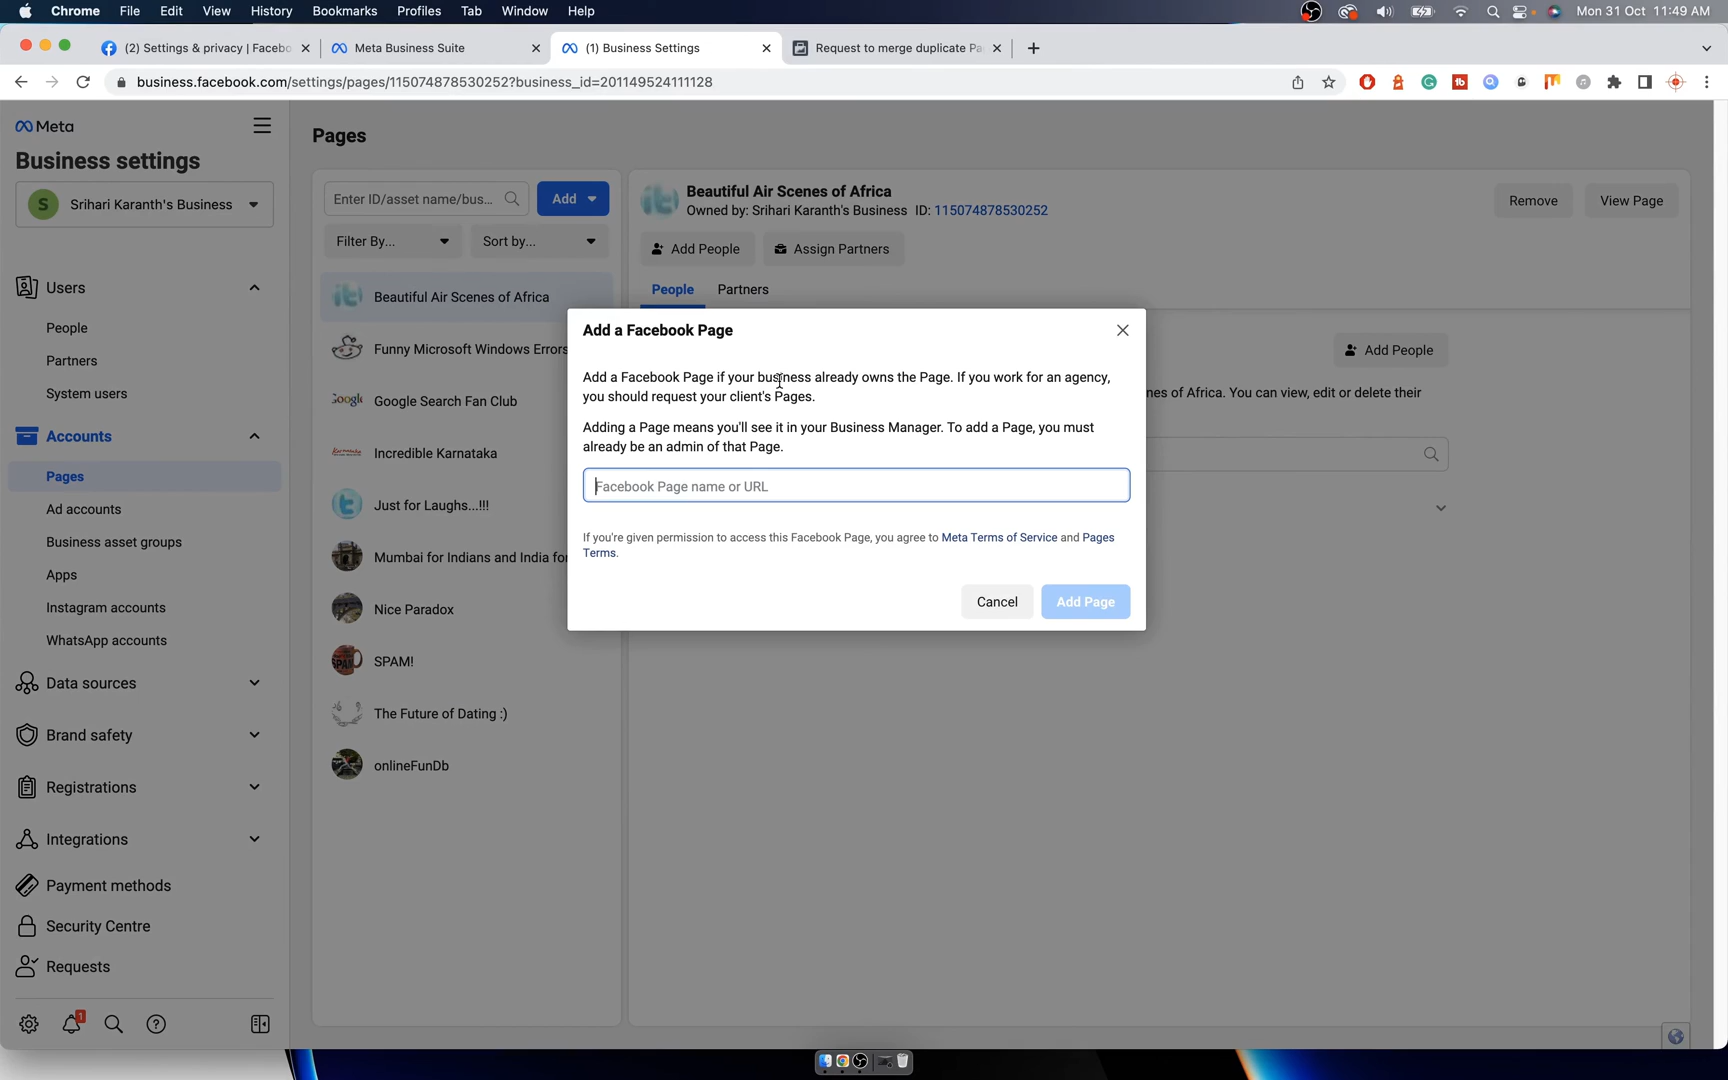 Chrome File Edit View History Bookmarks Profiles Tab Window Help Mon 31 Oct 11:49 AM
(2) Settings & privacy | Facebo
Meta Business Suite
(1) Business Settings
Request to merge duplicate Pa
business.facebook.com/settings/pages/115074878530252?business_id=201149524111128
Meta
Business settings
S Srihari Karanth's Business
Users
People
Partners
System users
Accounts
Pages
Ad accounts
Business asset groups
Apps
Instagram accounts
WhatsApp accounts
Data sources
Brand safety
Registrations
Integrations
Payment methods
Security Centre
Requests
1
Pages
Enter ID/asset name/bus...
Add
Filter By...
Sort by...
Beautiful Air Scenes of Africa
Funny Microsoft Windows Errors
Google Search Fan Club
Incredible Karnataka
Just for Laughs...!!!
Mumbai for Indians and India for
Nice Paradox
SPAM!
The Future of Dating :)
onlineFunDb
Beautiful Air Scenes of Africa
Owned by: Srihari Karanth's Business ID: 115074878530252
Remove
View Page
Add People
Assign Partners
People
Partners
Add People
nes of Africa. You can view, edit or delete their
Add a Facebook Page
Add a Facebook Page if your business already owns the Page. If you work for an agency,
you should request your client's Pages.
Adding a Page means you'll see it in your Business Manager. To add a Page, you must
already be an admin of that Page.
Facebook Page name or URL
If you're given permission to access this Facebook Page, you agree to Meta Terms of Service and Pages
Terms.
Cancel
Add Page